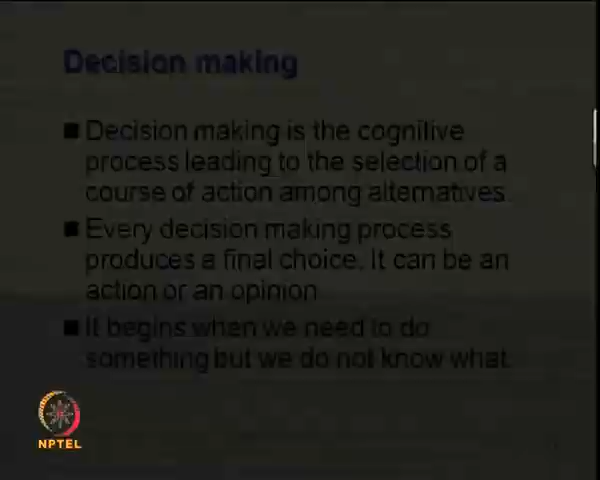 Decision making
Decision making is the cognitive
process leading to the selection of a
course of action among alternatives.
Every decision making process
produces a final choice. It can be an
action or an opinion.
It begins when we need to do
something but we do not know what.
NPTEL